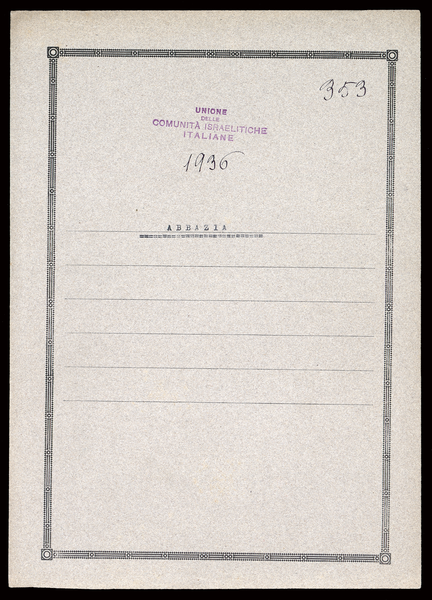 353
UNIONE
DELLE
COMUNITÀ ISRAELITICHE
ITALIANE
1936
ABBAZIA